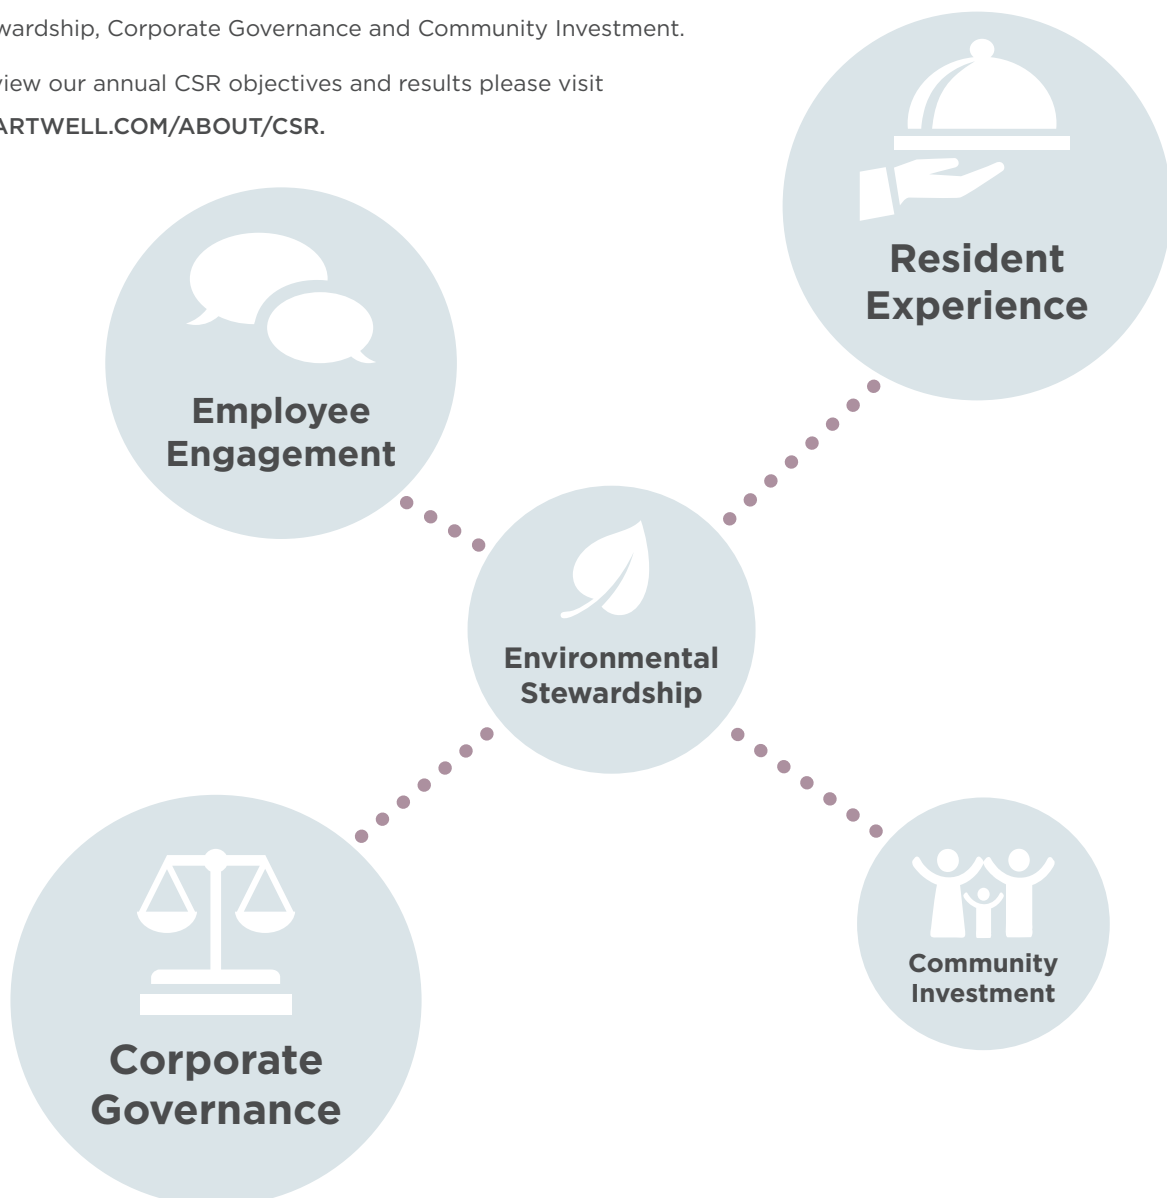 wardship, Corporate Governance and Community Investment.
view our annual CSR objectives and results please visit
ARTWELL.COM/ABOUT/CSR.
Resident
Experience
Employee
Engagement
Environmental
Stewardship
Community
Investment
Corporate
Governance